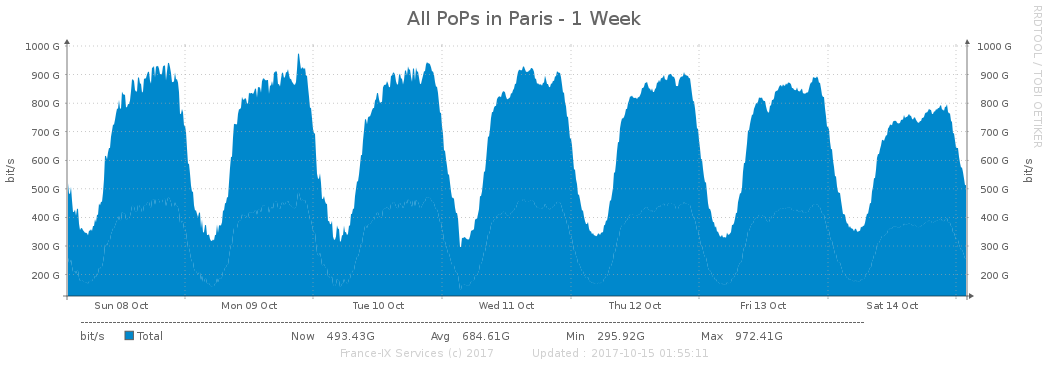 All PoPs in Paris - 1 Week
RRDTOOL / TOBI OETIKER
1000 G 1000 G
900 G 900 G
800 G 800 G
700 G 700 G
600 G 600 G
500 G 500 G
400 G 400 G
300 G 300 G
200 G 200 G
bit/s bit/s
Sun 08 Oct Mon 09 Oct Tue 10 Oct Wed 11 Oct Thu 12 Oct Fri 13 Oct Sat 14 Oct
bit/s Total Now 493.43G Avg 684.61G Min 295.92G Max 972.41G
France-IX Services (c) 2017 Updated : 2017-10-15 01:55:11